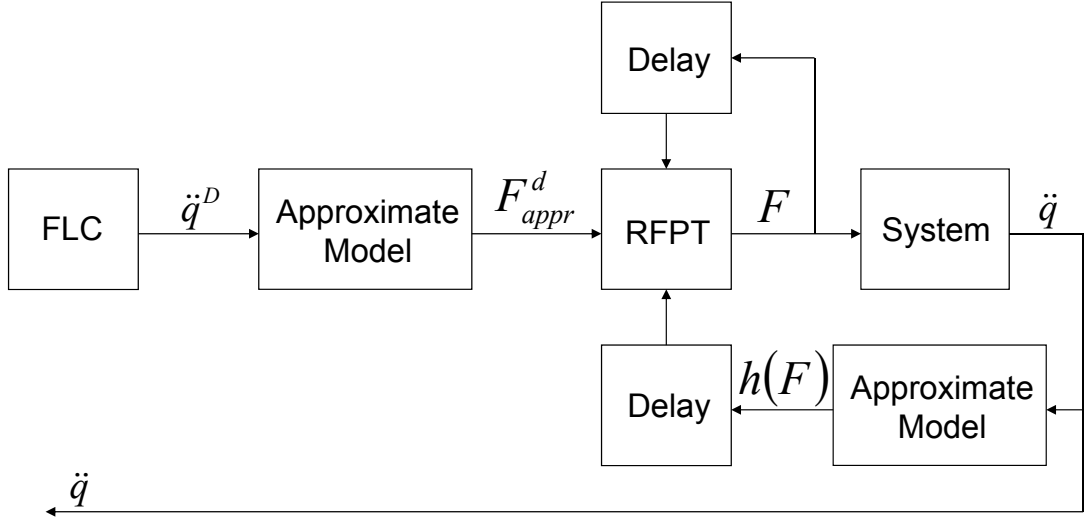 Delay
FLC
q̈ᴰ
Approximate
Model
F^d_appr
RFPT
F
System
q̈
Delay
h(F)
Approximate
Model
q̈